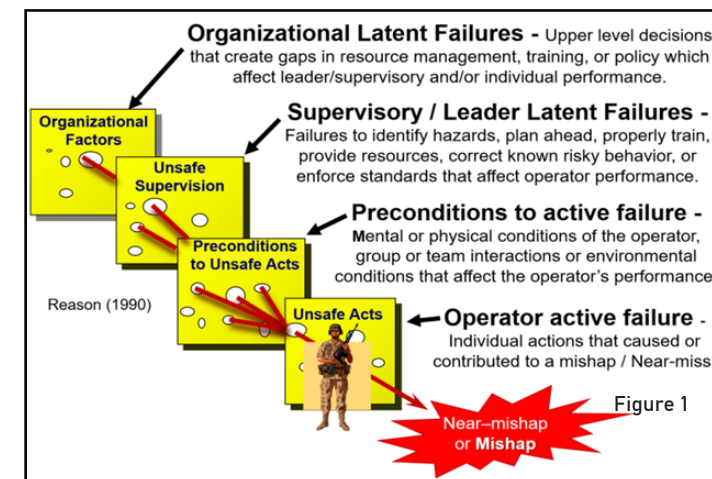 Organizational Latent Failures - Upper level decisions
that create gaps in resource management, training, or policy which
affect leader/supervisory and/or individual performance.
Organizational
Factors
Supervisory / Leader Latent Failures -
Failures to identify hazards, plan ahead, properly train,
provide resources, correct known risky behavior, or
enforce standards that affect operator performance.
Unsafe
Supervision
Preconditions to active failure -
Mental or physical conditions of the operator,
group or team interactions or environmental
conditions that affect the operator's performance
Preconditions
to Unsafe Acts
Reason (1990)
Unsafe Acts
Operator active failure -
Individual actions that caused or
contributed to a mishap / Near-miss
Figure 1
Near–mishap
or Mishap